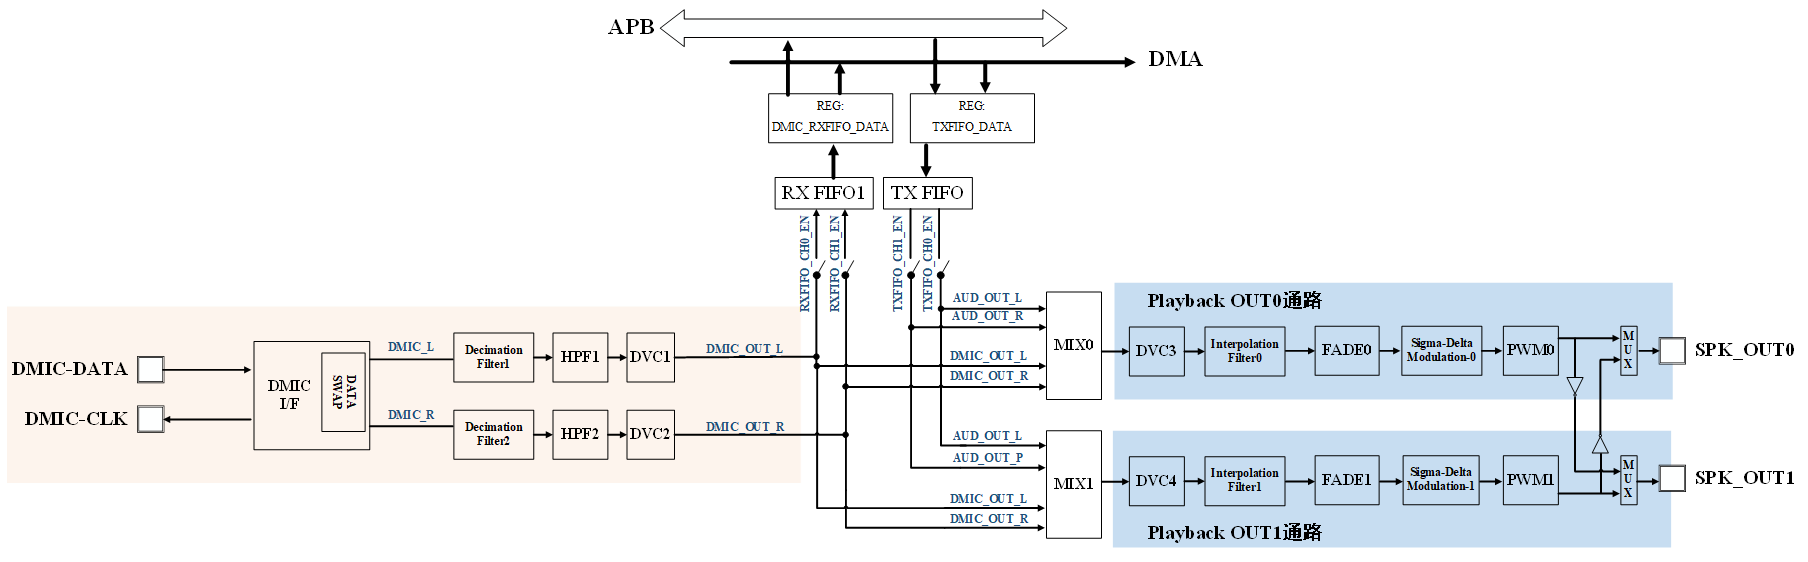 APB
DMA
REG:
DMIC_RXFIFO_DATA
REG:
TXFIFO_DATA
RX FIFO1
TX FIFO
RXFIFO_CH0_EN
RXFIFO_CH1_EN
TXFIFO_CH1_EN
TXFIFO_CH0_EN
DMIC-DATA
DMIC-CLK
DMIC
I/F
DATA
SWAP
DMIC_L
Decimation
Filter1
HPF1
DVC1
DMIC_OUT_L
DMIC_R
Decimation
Filter2
HPF2
DVC2
DMIC_OUT_R
AUD_OUT_L
AUD_OUT_R
DMIC_OUT_L
DMIC_OUT_R
MIX0
Playback OUT0通路
DVC3
Interpolation
Filter0
FADE0
Sigma-Delta
Modulation-0
PWM0
MUX
SPK_OUT0
AUD_OUT_L
AUD_OUT_P
DMIC_OUT_L
DMIC_OUT_R
MIX1
DVC4
Interpolation
Filter1
FADE1
Sigma-Delta
Modulation-1
PWM1
MUX
SPK_OUT1
Playback OUT1通路